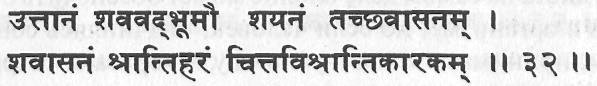 उत्तानं शववद्भूमौ शयनं तच्छवासनम् ।
शवासनं श्रान्तिहरं चित्तविश्रान्तिकारकम् ॥ ३२ ॥